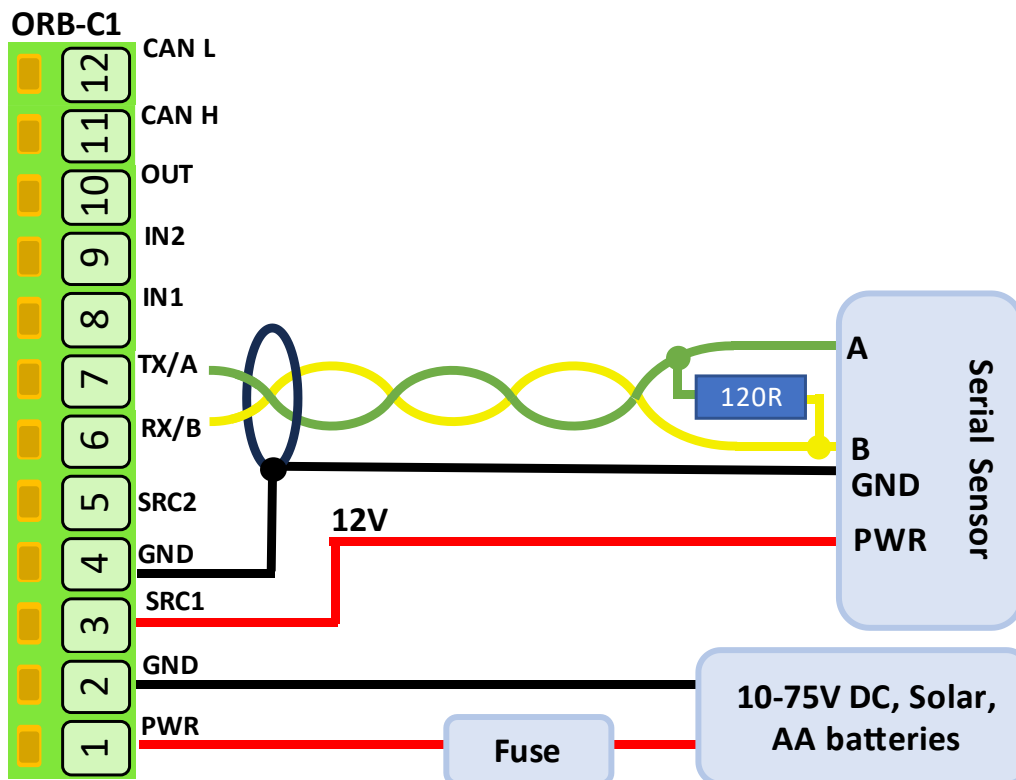 ORB-C1
12 CAN L
11 CAN H
10 OUT
9 IN2
8 IN1
7 TX/A
6 RX/B
5 SRC2
4 GND
3 SRC1
2 GND
1 PWR
12V
120R
A
B
GND
PWR
Serial Sensor
Fuse
10-75V DC, Solar,
AA batteries